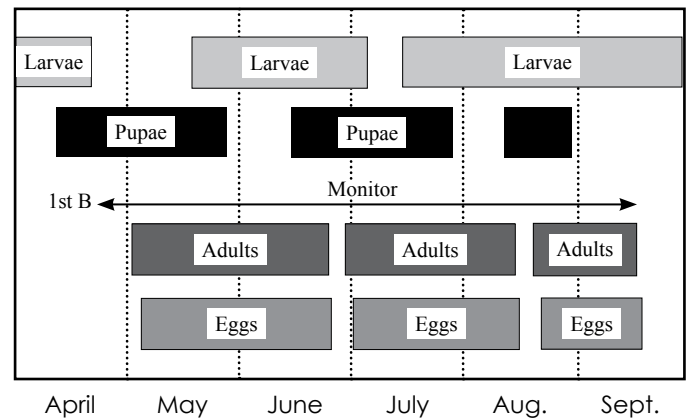 Larvae Larvae Larvae
Pupae Pupae
Monitor
1st B
Adults Adults Adults
Eggs Eggs Eggs
April May June July Aug. Sept.